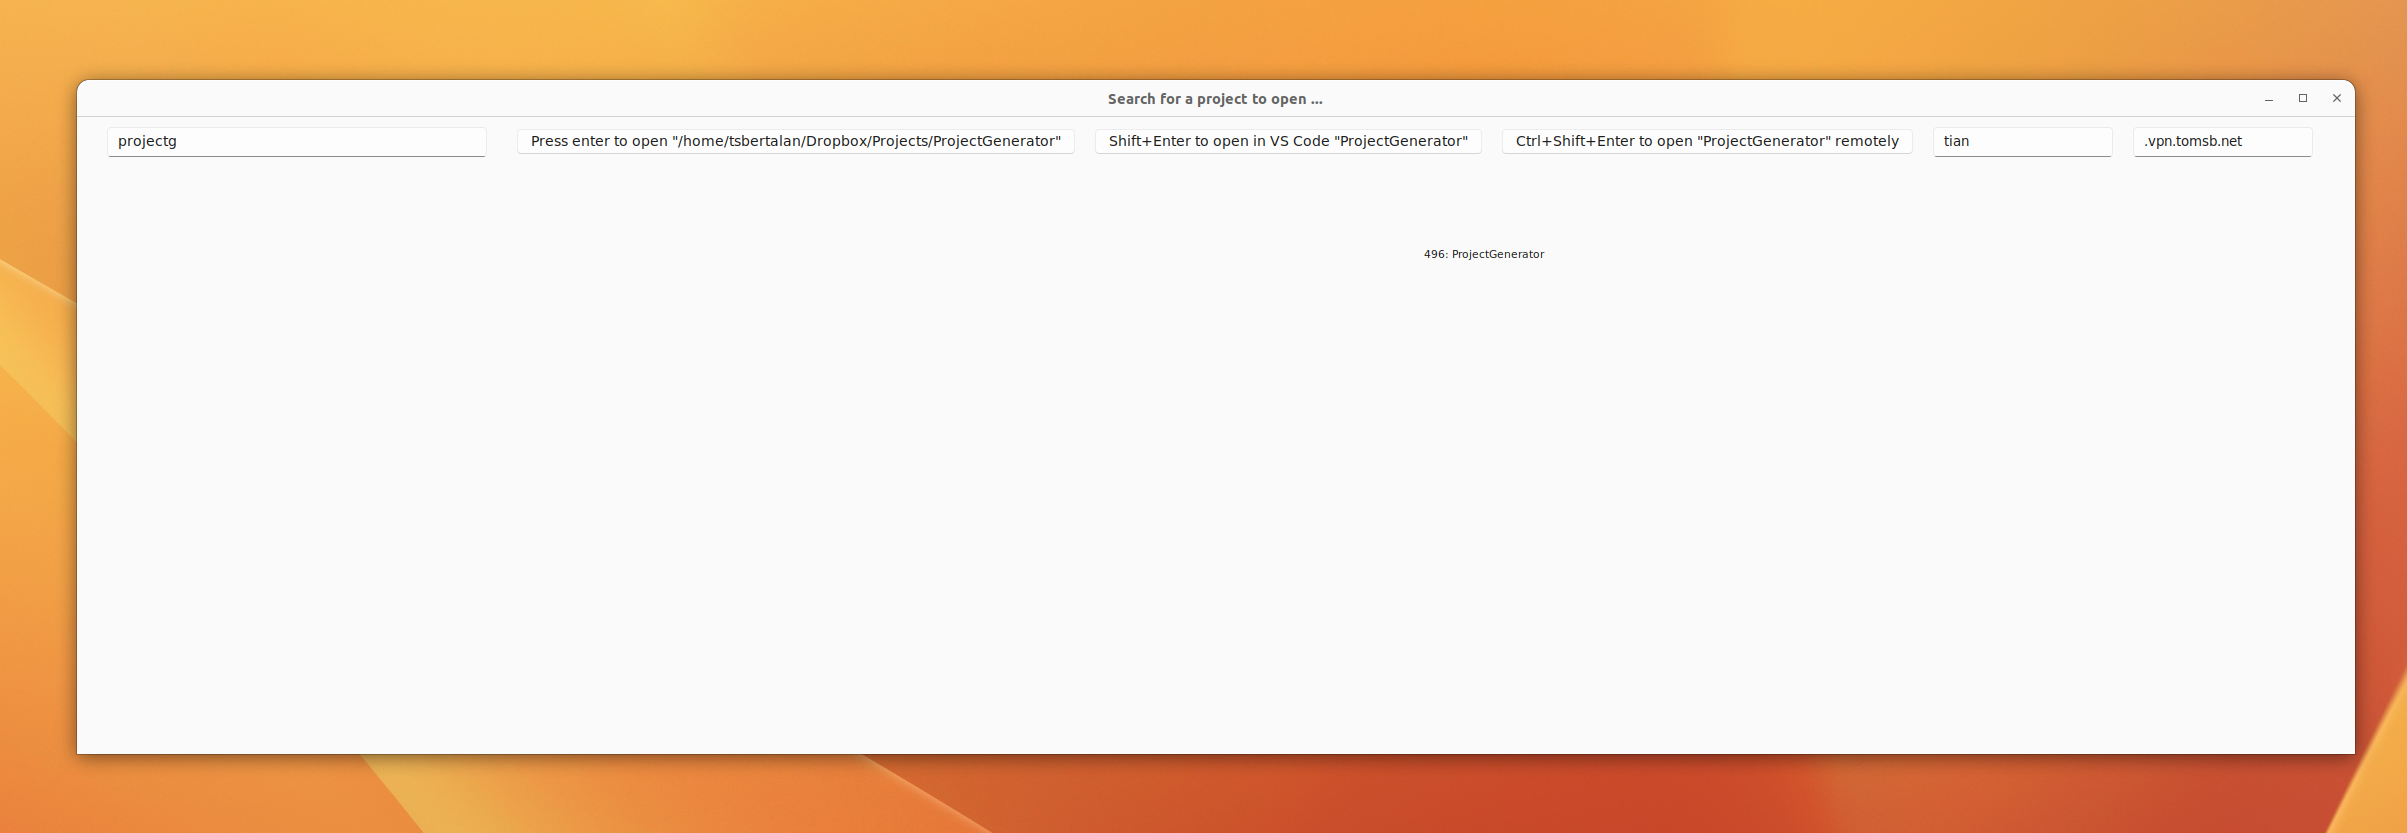 Search for a project to open ...
projectg
Press enter to open "/home/tsbertalan/Dropbox/Projects/ProjectGenerator"
Shift+Enter to open in VS Code "ProjectGenerator"
Ctrl+Shift+Enter to open "ProjectGenerator" remotely
tian
.vpn.tomsb.net
496: ProjectGenerator